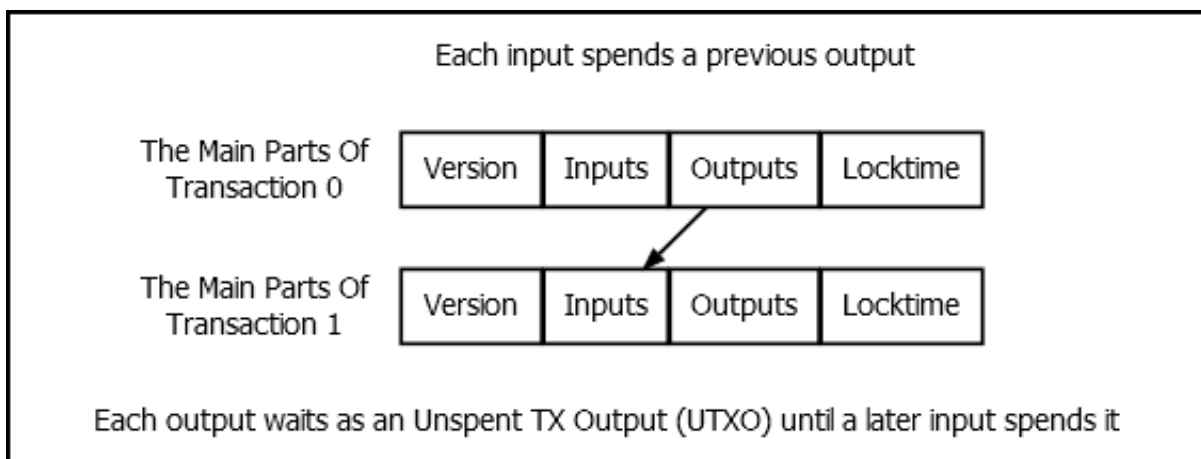 Each input spends a previous output
The Main Parts Of
Transaction 0
Version Inputs Outputs Locktime
The Main Parts Of
Transaction 1
Version Inputs Outputs Locktime
Each output waits as an Unspent TX Output (UTXO) until a later input spends it